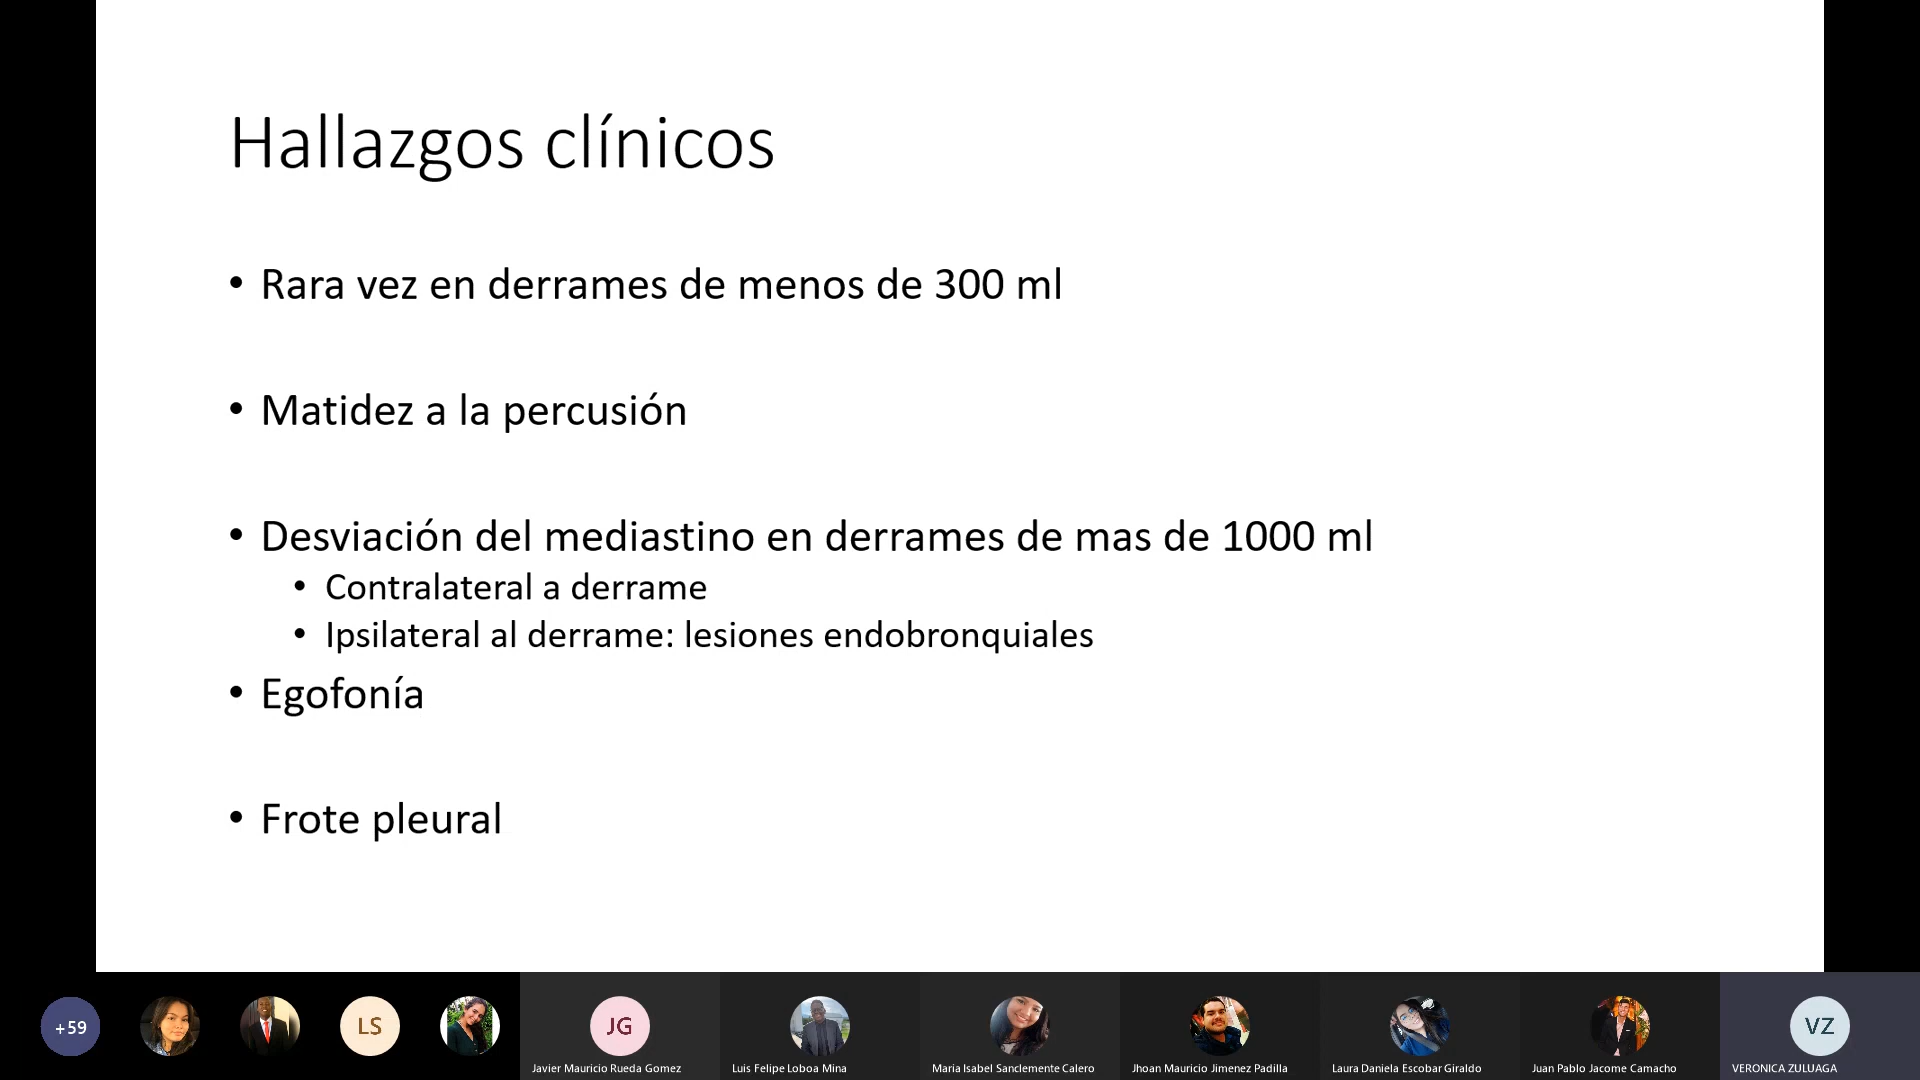 Hallazgos clínicos
• Rara vez en derrames de menos de 300 ml
• Matidez a la percusión
• Desviación del mediastino en derrames de mas de 1000 ml
• Contralateral a derrame
• Ipsilateral al derrame: lesiones endobronquiales
• Egofonía
• Frote pleural
+59
LS
JG
VZ
Javier Mauricio Rueda Gomez
Luis Felipe Loboa Mina
Maria Isabel Sanclemente Calero
Jhoan Mauricio Jimenez Padilla
Laura Daniela Escobar Giraldo
Juan Pablo Jacome Camacho
VERONICA ZULUAGA